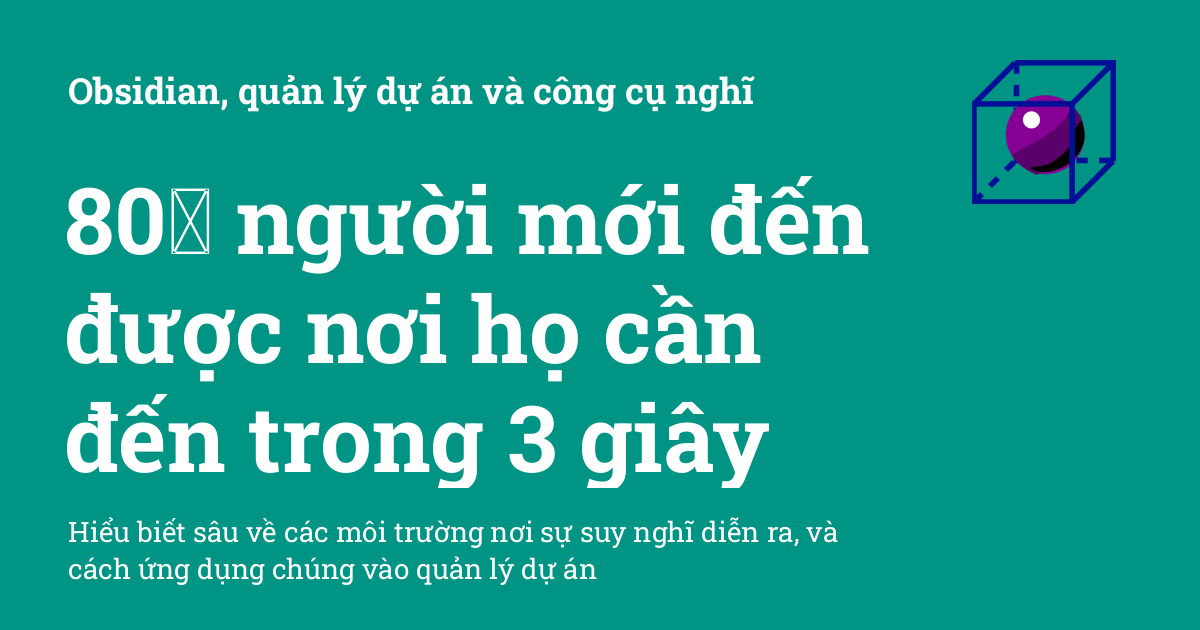 Obsidian, quản lý dự án và công cụ nghĩ
80 người mới đến
được nơi họ cần
đến trong 3 giây
Hiểu biết sâu về các môi trường nơi sự suy nghĩ diễn ra, và
cách ứng dụng chúng vào quản lý dự án